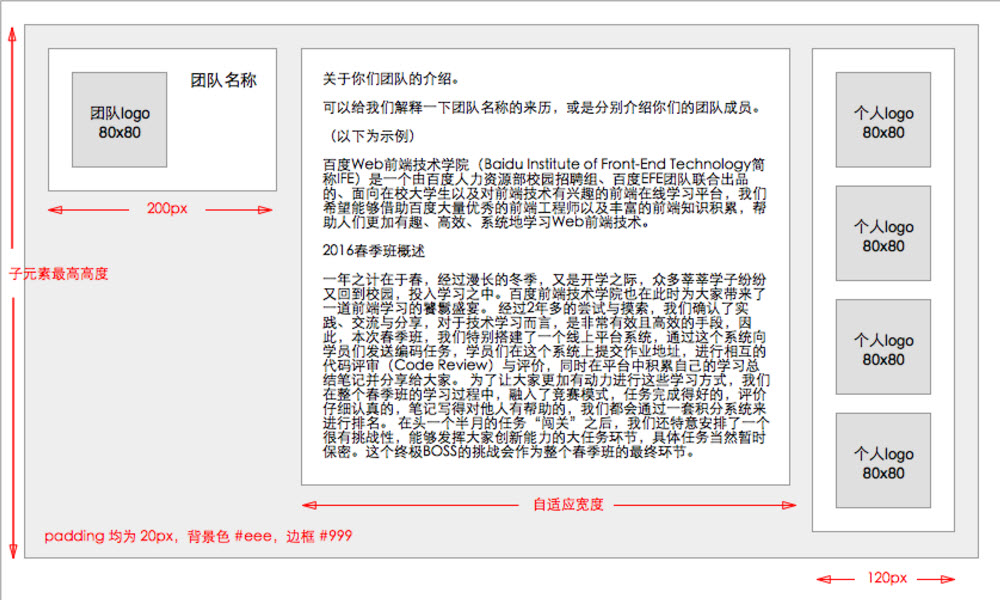 团队logo
80x80
团队名称
200px
子元素最高高度
关于你们团队的介绍。
可以给我们解释一下团队名称的来历，或是分别介绍你们的团队成员。
（以下为示例）
百度Web前端技术学院（Baidu Institute of Front-End Technology简
称IFE）是一个由百度人力资源部校园招聘组、百度EFE团队联合出品
的、面向在校大学生以及对前端技术有兴趣的前端在线学习平台，我们
希望能够借助百度大量优秀的前端工程师以及丰富的前端知识积累，帮
助人们更加有趣、高效、系统地学习Web前端技术。
2016春季班概述
一年之计在于春，经过漫长的冬季，又是开学之际，众多莘莘学子纷纷
又回到校园，投入学习之中。百度前端技术学院也在此时为大家带来了
一道前端学习的饕餮盛宴。 经过2年多的尝试与摸索，我们确认了实
践、交流与分享，对于技术学习而言，是非常有效且高效的手段，因
此，本次春季班，我们特别搭建了一个线上平台系统，通过这个系统向
学员们发送编码任务，学员们在这个系统上提交作业地址，进行相互的
代码评审（Code Review）与评价，同时在平台中积累自己的学习总
结笔记并分享给大家。 为了让大家更加有动力进行这些学习方式，我们
在整个春季班的学习过程中，融入了竞赛模式，任务完成得好的，评价
仔细认真的，笔记写得对他人有帮助的，我们都会通过一套积分系统来
进行排名。 在头一个半月的任务“闯关”之后，我们还特意安排了一个
很有挑战性，能够发挥大家创新能力的大任务环节，具体任务当然暂时
保密。这个终极BOSS的挑战会作为整个春季班的最终环节。
自适应宽度
个人logo
80x80
个人logo
80x80
个人logo
80x80
个人logo
80x80
padding 均为 20px，背景色 #eee，边框 #999
120px